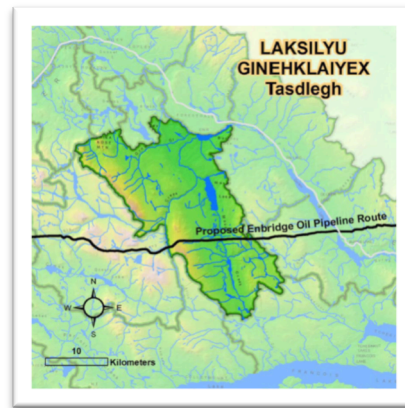 LAKSILYU
GINEHKLAIYEX
Tasdlegh
Proposed Enbridge Oil Pipeline Route
N
W E
S
10
Kilometers